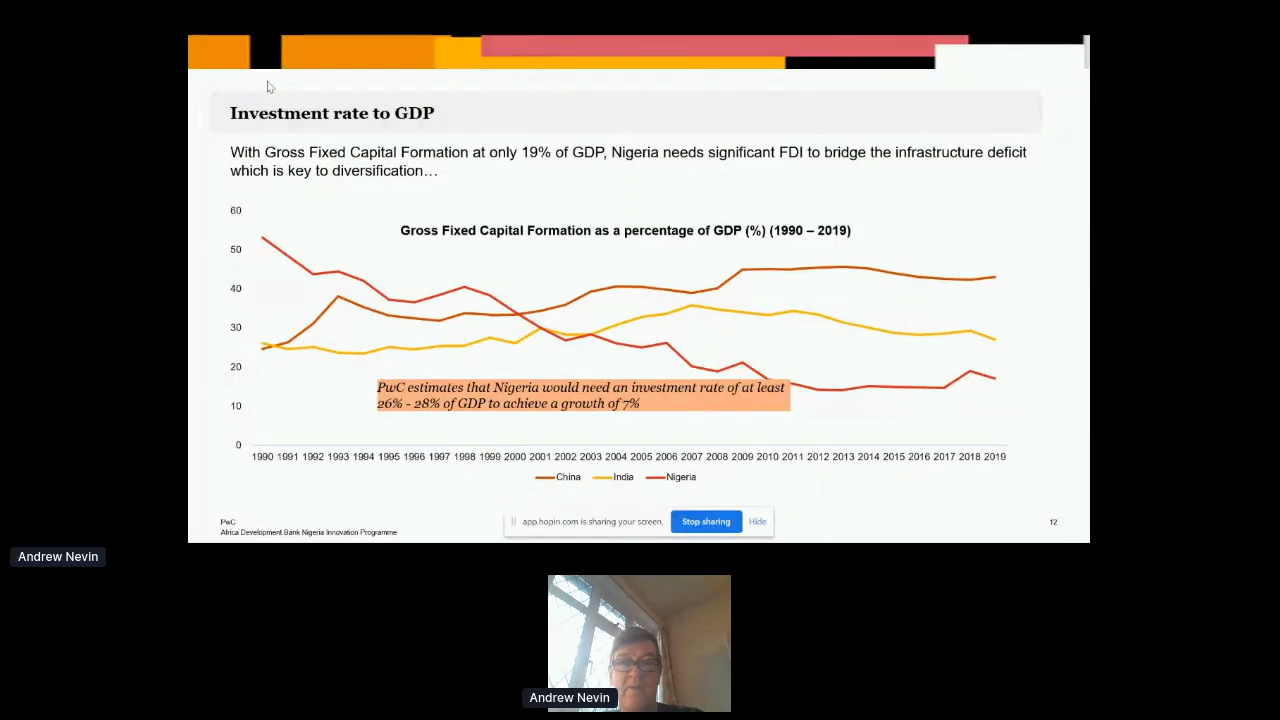 Investment rate to GDP
With Gross Fixed Capital Formation at only 19% of GDP, Nigeria needs significant FDI to bridge the infrastructure deficit
which is key to diversification…
Gross Fixed Capital Formation as a percentage of GDP (%) (1990 – 2019)
60
50
40
30
20
10
0
PwC estimates that Nigeria would need an investment rate of at least
26% - 28% of GDP to achieve a growth of 7%
1990 1991 1992 1993 1994 1995 1996 1997 1998 1999 2000 2001 2002 2003 2004 2005 2006 2007 2008 2009 2010 2011 2012 2013 2014 2015 2016 2017 2018 2019
China India Nigeria
PwC
Africa Development Bank Nigeria Innovation Programme
app.hopin.com is sharing your screen. Stop sharing Hide
12
Andrew Nevin
Andrew Nevin